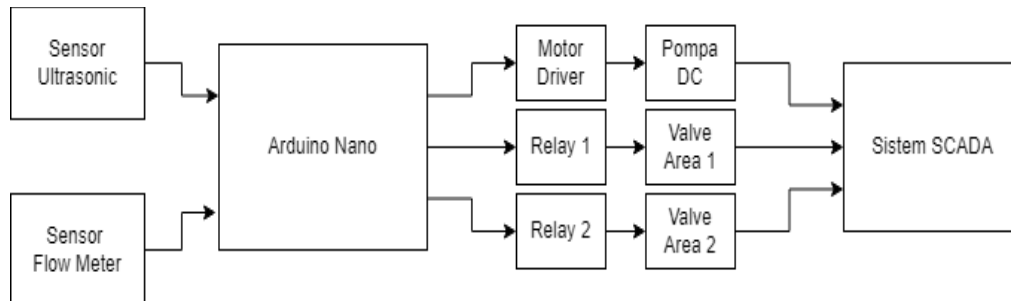 Sensor
Ultrasonic
Sensor
Flow Meter
Arduino Nano
Motor
Driver
Pompa
DC
Relay 1
Valve
Area 1
Relay 2
Valve
Area 2
Sistem SCADA